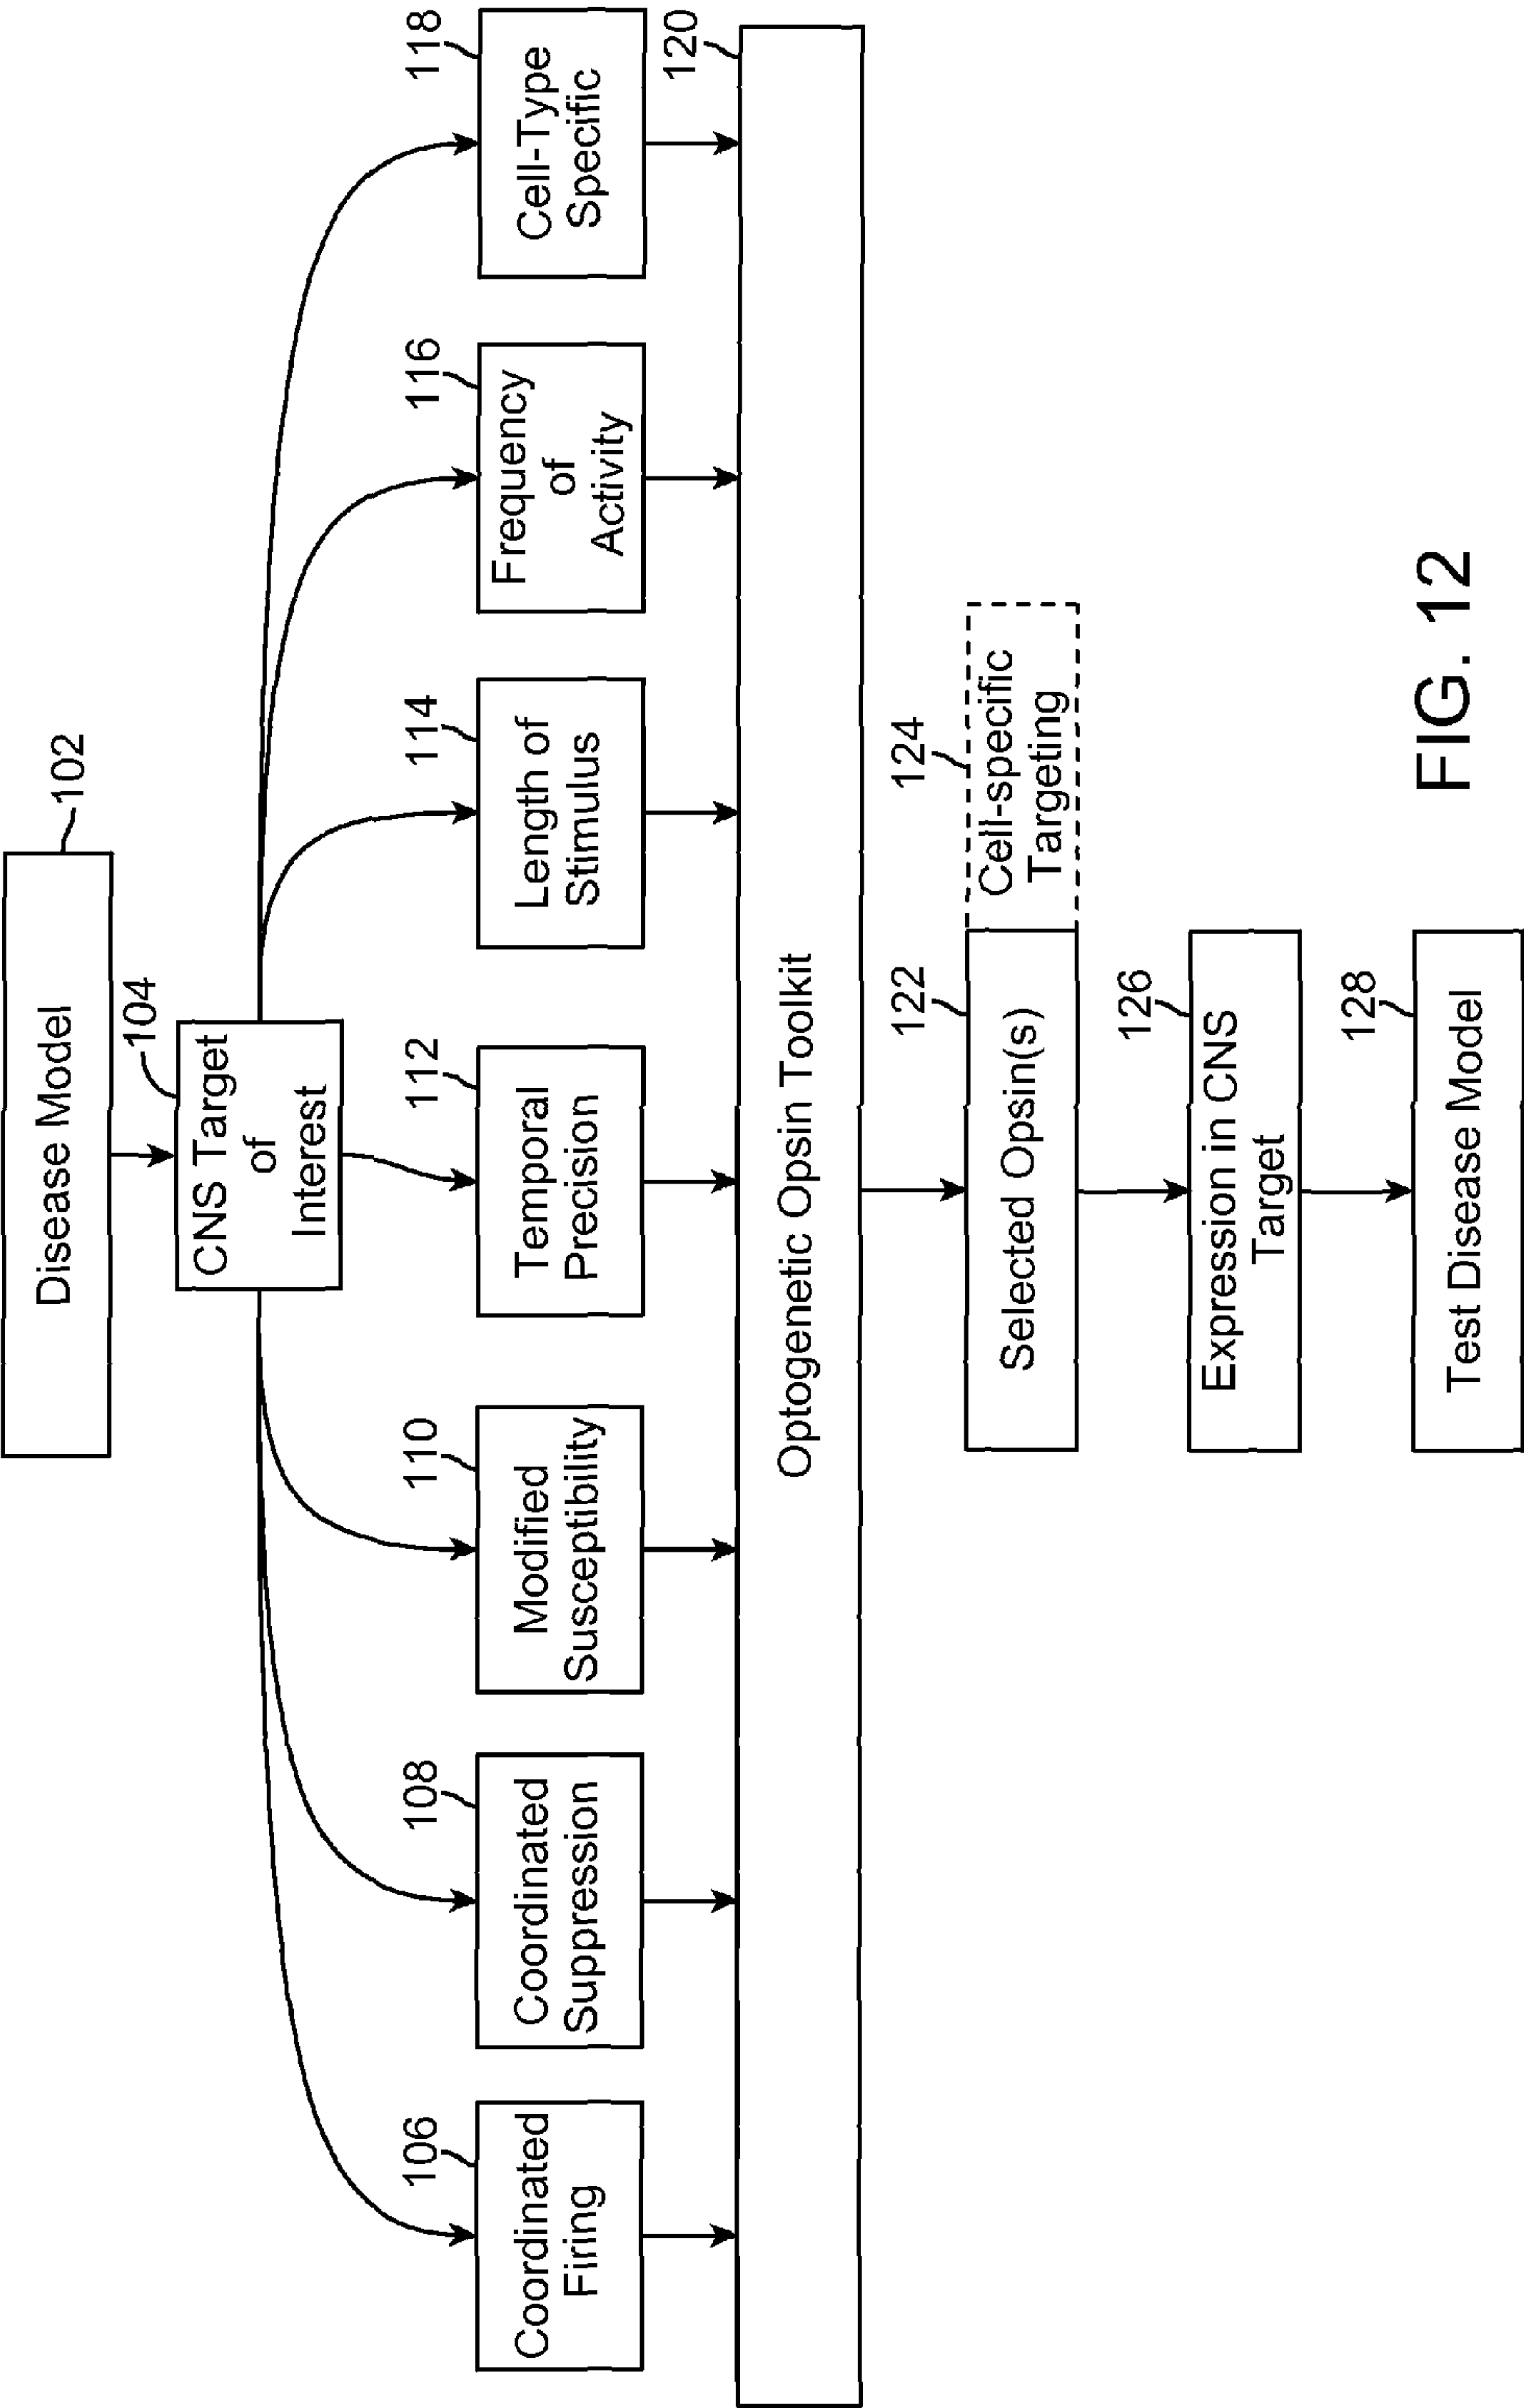 Disease Model
102
104
CNS Target
of
Interest
106
Coordinated
Firing
108
Coordinated
Suppression
110
Modified
Susceptibility
112
Temporal
Precision
114
Length of
Stimulus
116
Frequency
of
Activity
118
Cell-Type
Specific
120
Optogenetic Opsin Toolkit
122
Selected Opsin(s)
124
Cell-specific
Targeting
126
Expression in CNS
Target
128
Test Disease Model
FIG. 12